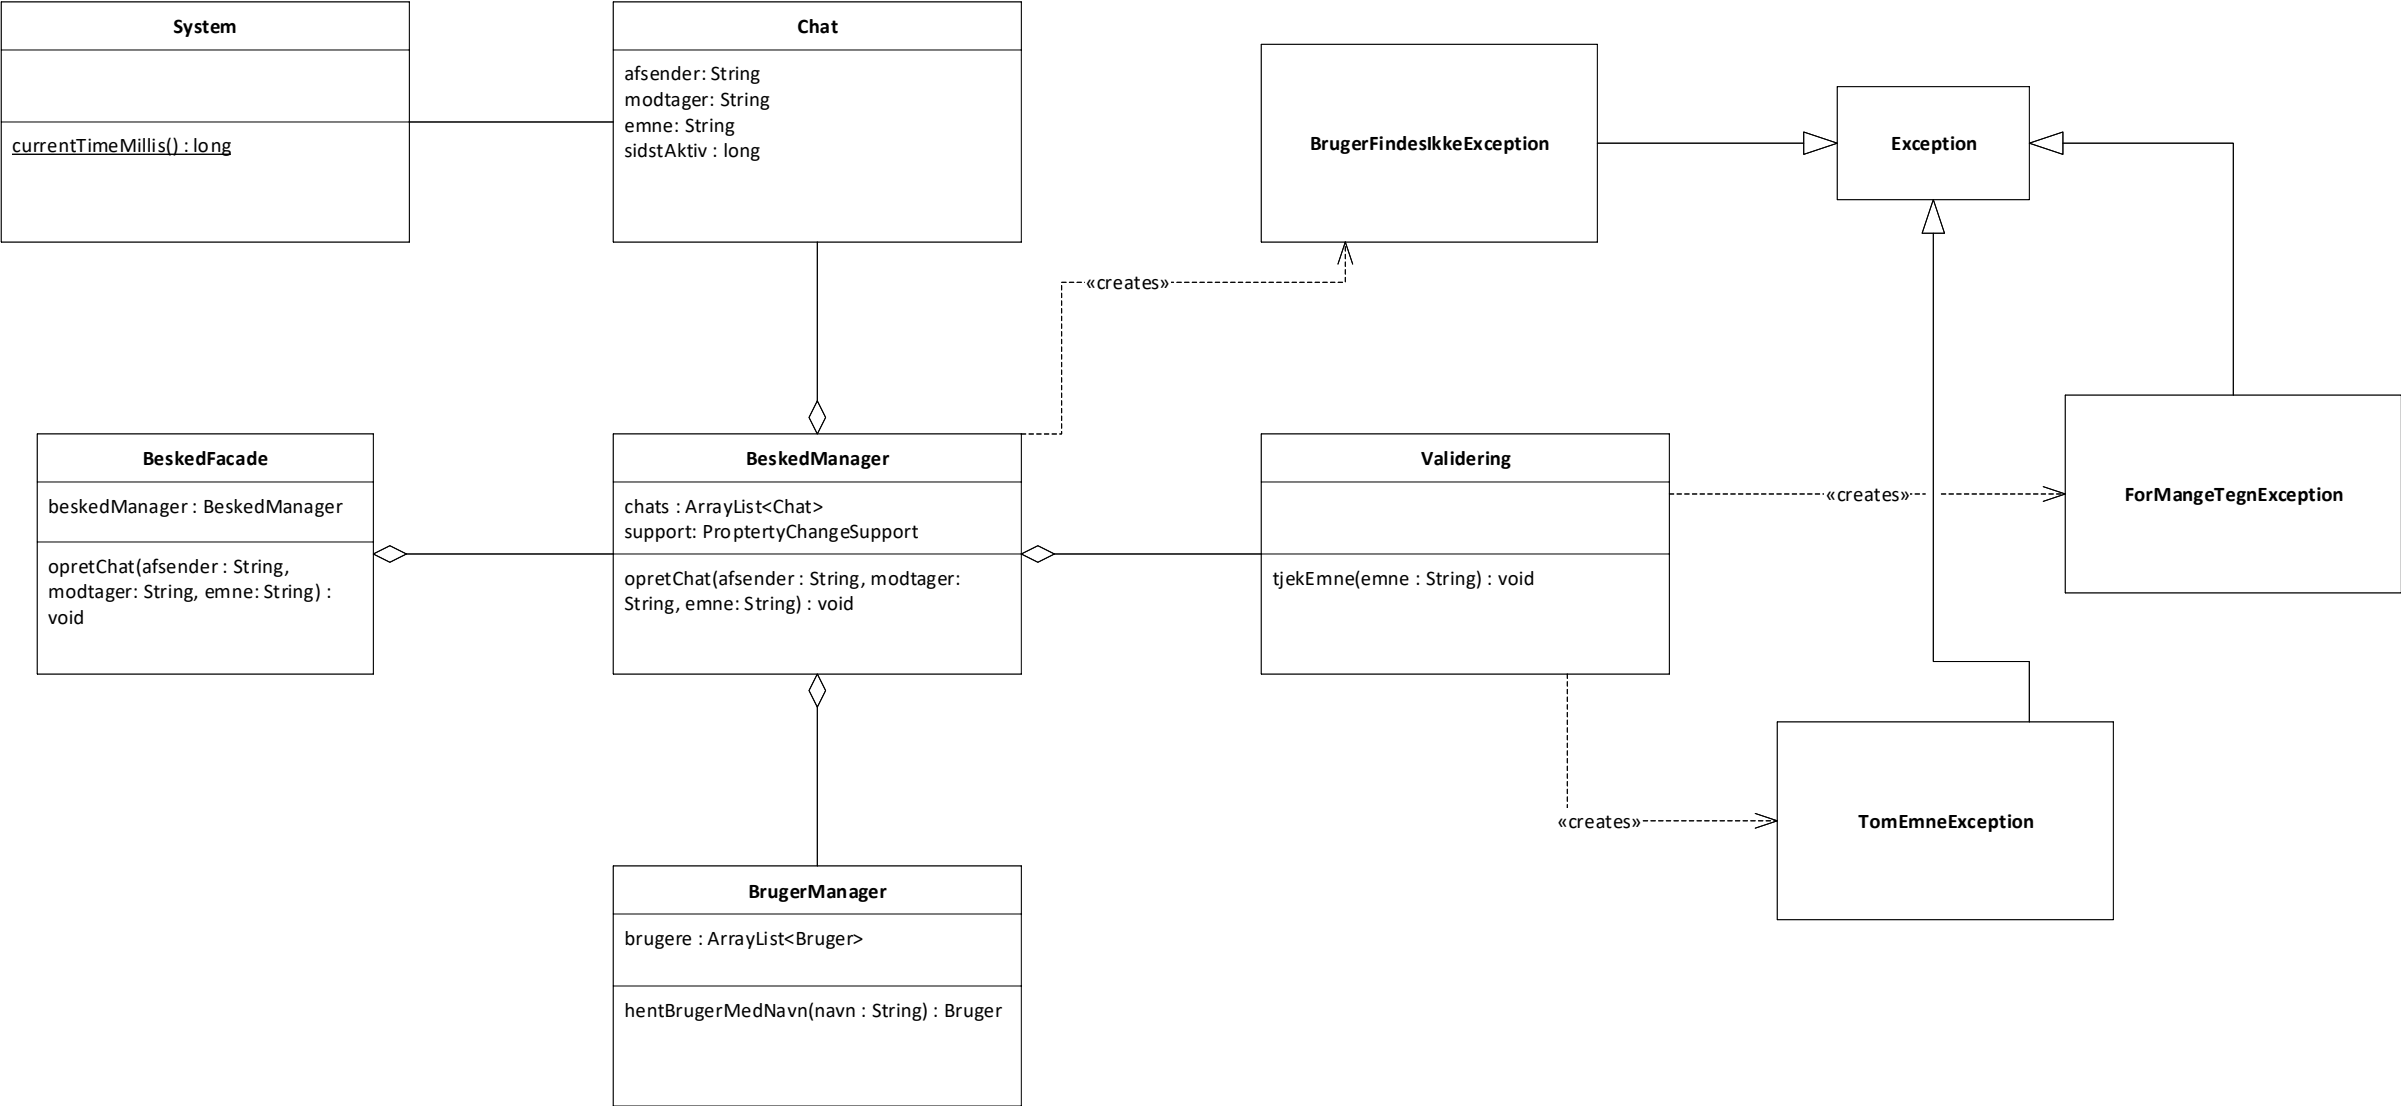 System
currentTimeMillis() : long
Chat
afsender: String
modtager: String
emne: String
sidstAktiv : long
BrugerFindesIkkeException
Exception
«creates»
BeskedFacade
beskedManager : BeskedManager
opretChat(afsender : String,
modtager: String, emne: String) :
void
BeskedManager
chats : ArrayList<Chat>
support: ProptertyChangeSupport
opretChat(afsender : String, modtager:
String, emne: String) : void
Validering
tjekEmne(emne : String) : void
«creates»
ForMangeTegnException
«creates»
TomEmneException
BrugerManager
brugere : ArrayList<Bruger>
hentBrugerMedNavn(navn : String) : Bruger